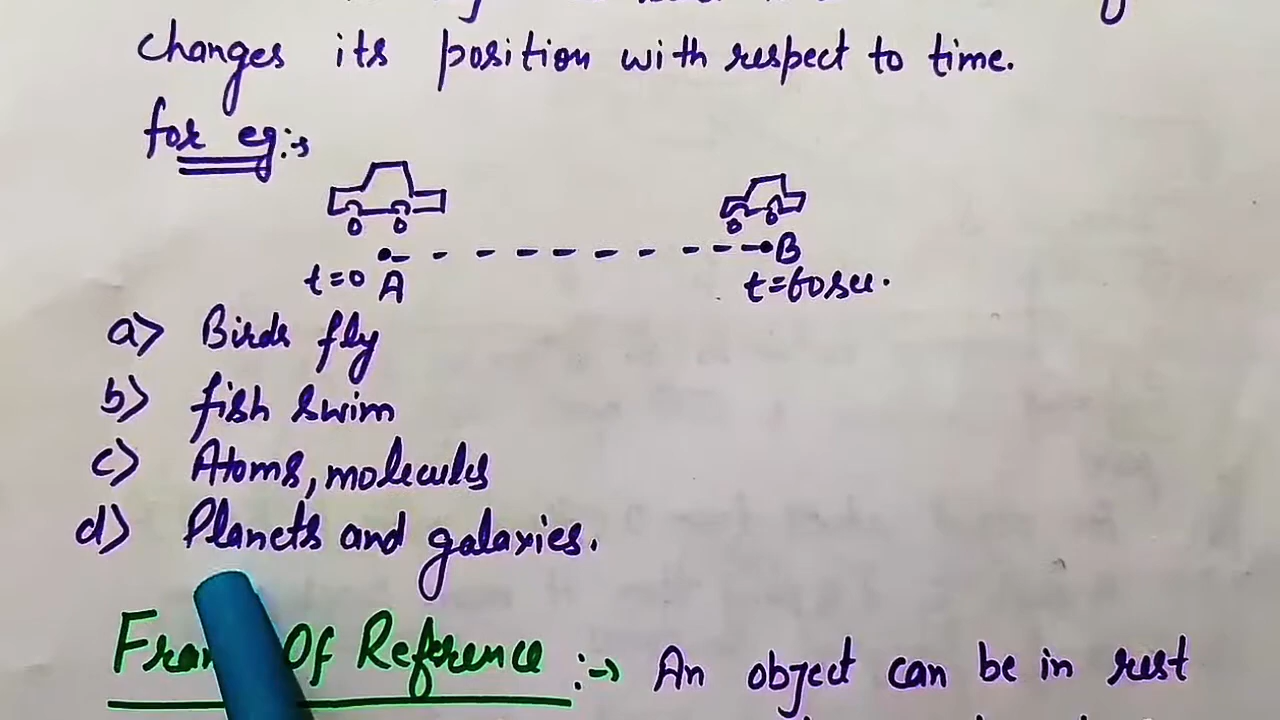 changes its position with respect to time.
for eg:→
t=0 A
B
t=60sec.
a> Birds fly
b> fish swim
c> Atoms, molecules
d> Planets and galaxies.
Of Reference :→ An object can be in rest